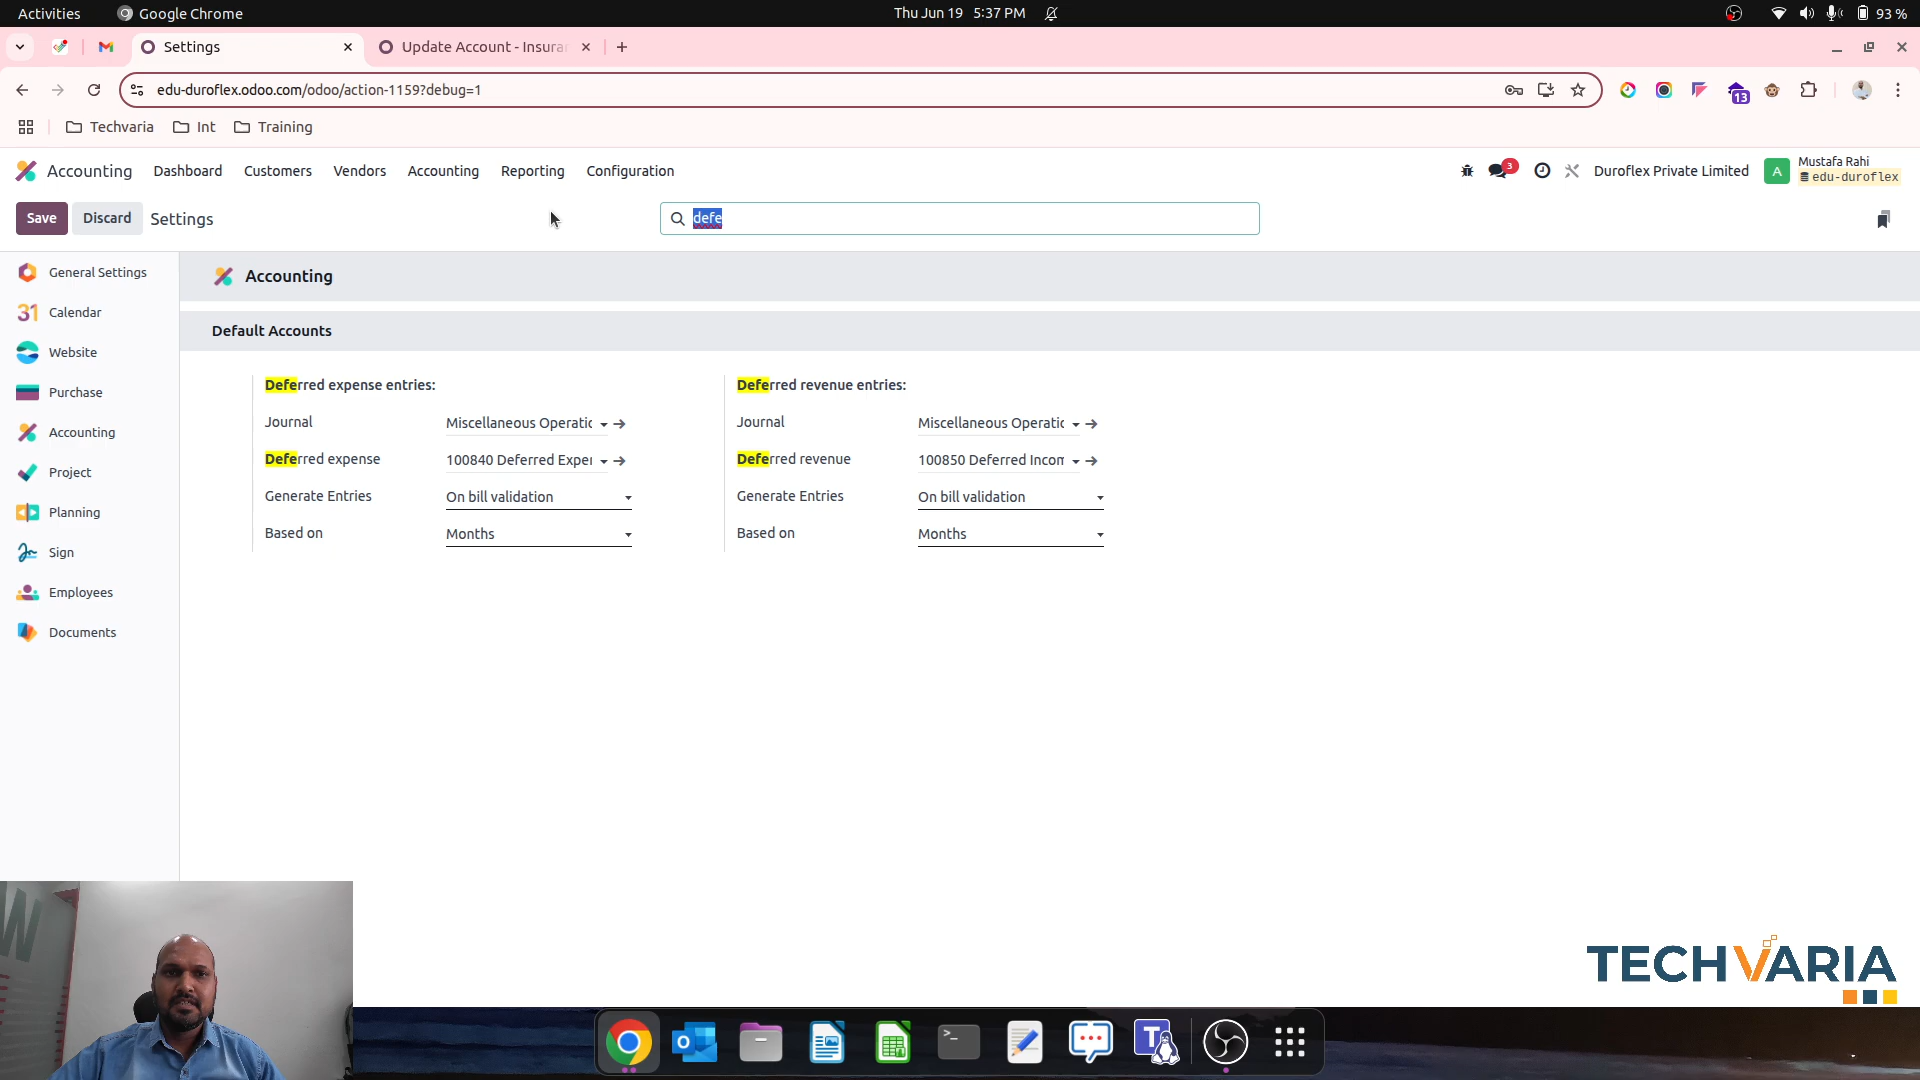 Activities
Google Chrome
Thu Jun 19 5:37 PM
93 %
Settings
Update Account - Insura
edu-duroflex.odoo.com/odoo/action-1159?debug=1
13
Techvaria
Int
Training
Accounting
Dashboard
Customers
Vendors
Accounting
Reporting
Configuration
3
Duroflex Private Limited
A
Mustafa Rahi
edu-duroflex
Save
Discard
Settings
defe
General Settings
31
Calendar
Website
Purchase
Accounting
Project
Planning
Sign
Employees
Documents
Accounting
Default Accounts
Deferred expense entries:
Journal
Miscellaneous Operatic
Deferred expense
100840 Deferred Exper
Generate Entries
On bill validation
Based on
Months
Deferred revenue entries:
Journal
Miscellaneous Operatic
Deferred revenue
100850 Deferred Incom
Generate Entries
On bill validation
Based on
Months
W
TECHVARIA